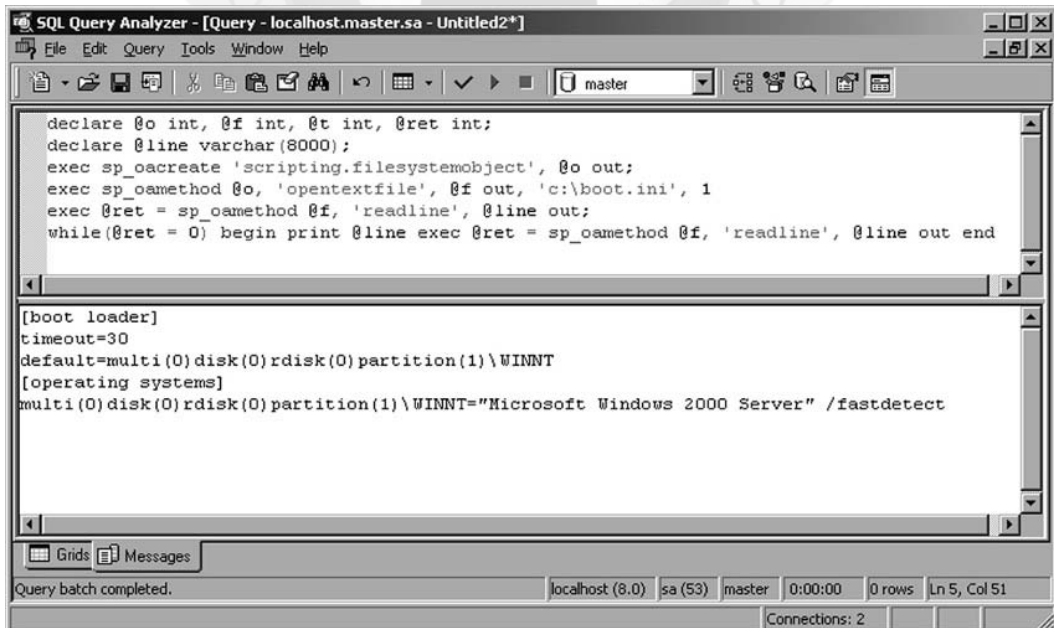 SQL Query Analyzer - [Query - localhost.master.sa - Untitled2*]
File Edit Query Tools Window Help
master
declare @o int, @f int, @t int, @ret int;
declare @line varchar(8000);
exec sp_oacreate 'scripting.filesystemobject', @o out;
exec sp_oamethod @o, 'opentextfile', @f out, 'c:\boot.ini', 1
exec @ret = sp_oamethod @f, 'readline', @line out;
while(@ret = 0) begin print @line exec @ret = sp_oamethod @f, 'readline', @line out end
[boot loader]
timeout=30
default=multi(0)disk(0)rdisk(0)partition(1)\WINNT
[operating systems]
multi(0)disk(0)rdisk(0)partition(1)\WINNT="Microsoft Windows 2000 Server" /fastdetect
Grids Messages
Query batch completed. localhost (8.0) sa (53) master 0:00:00 0 rows Ln 5, Col 51
Connections: 2